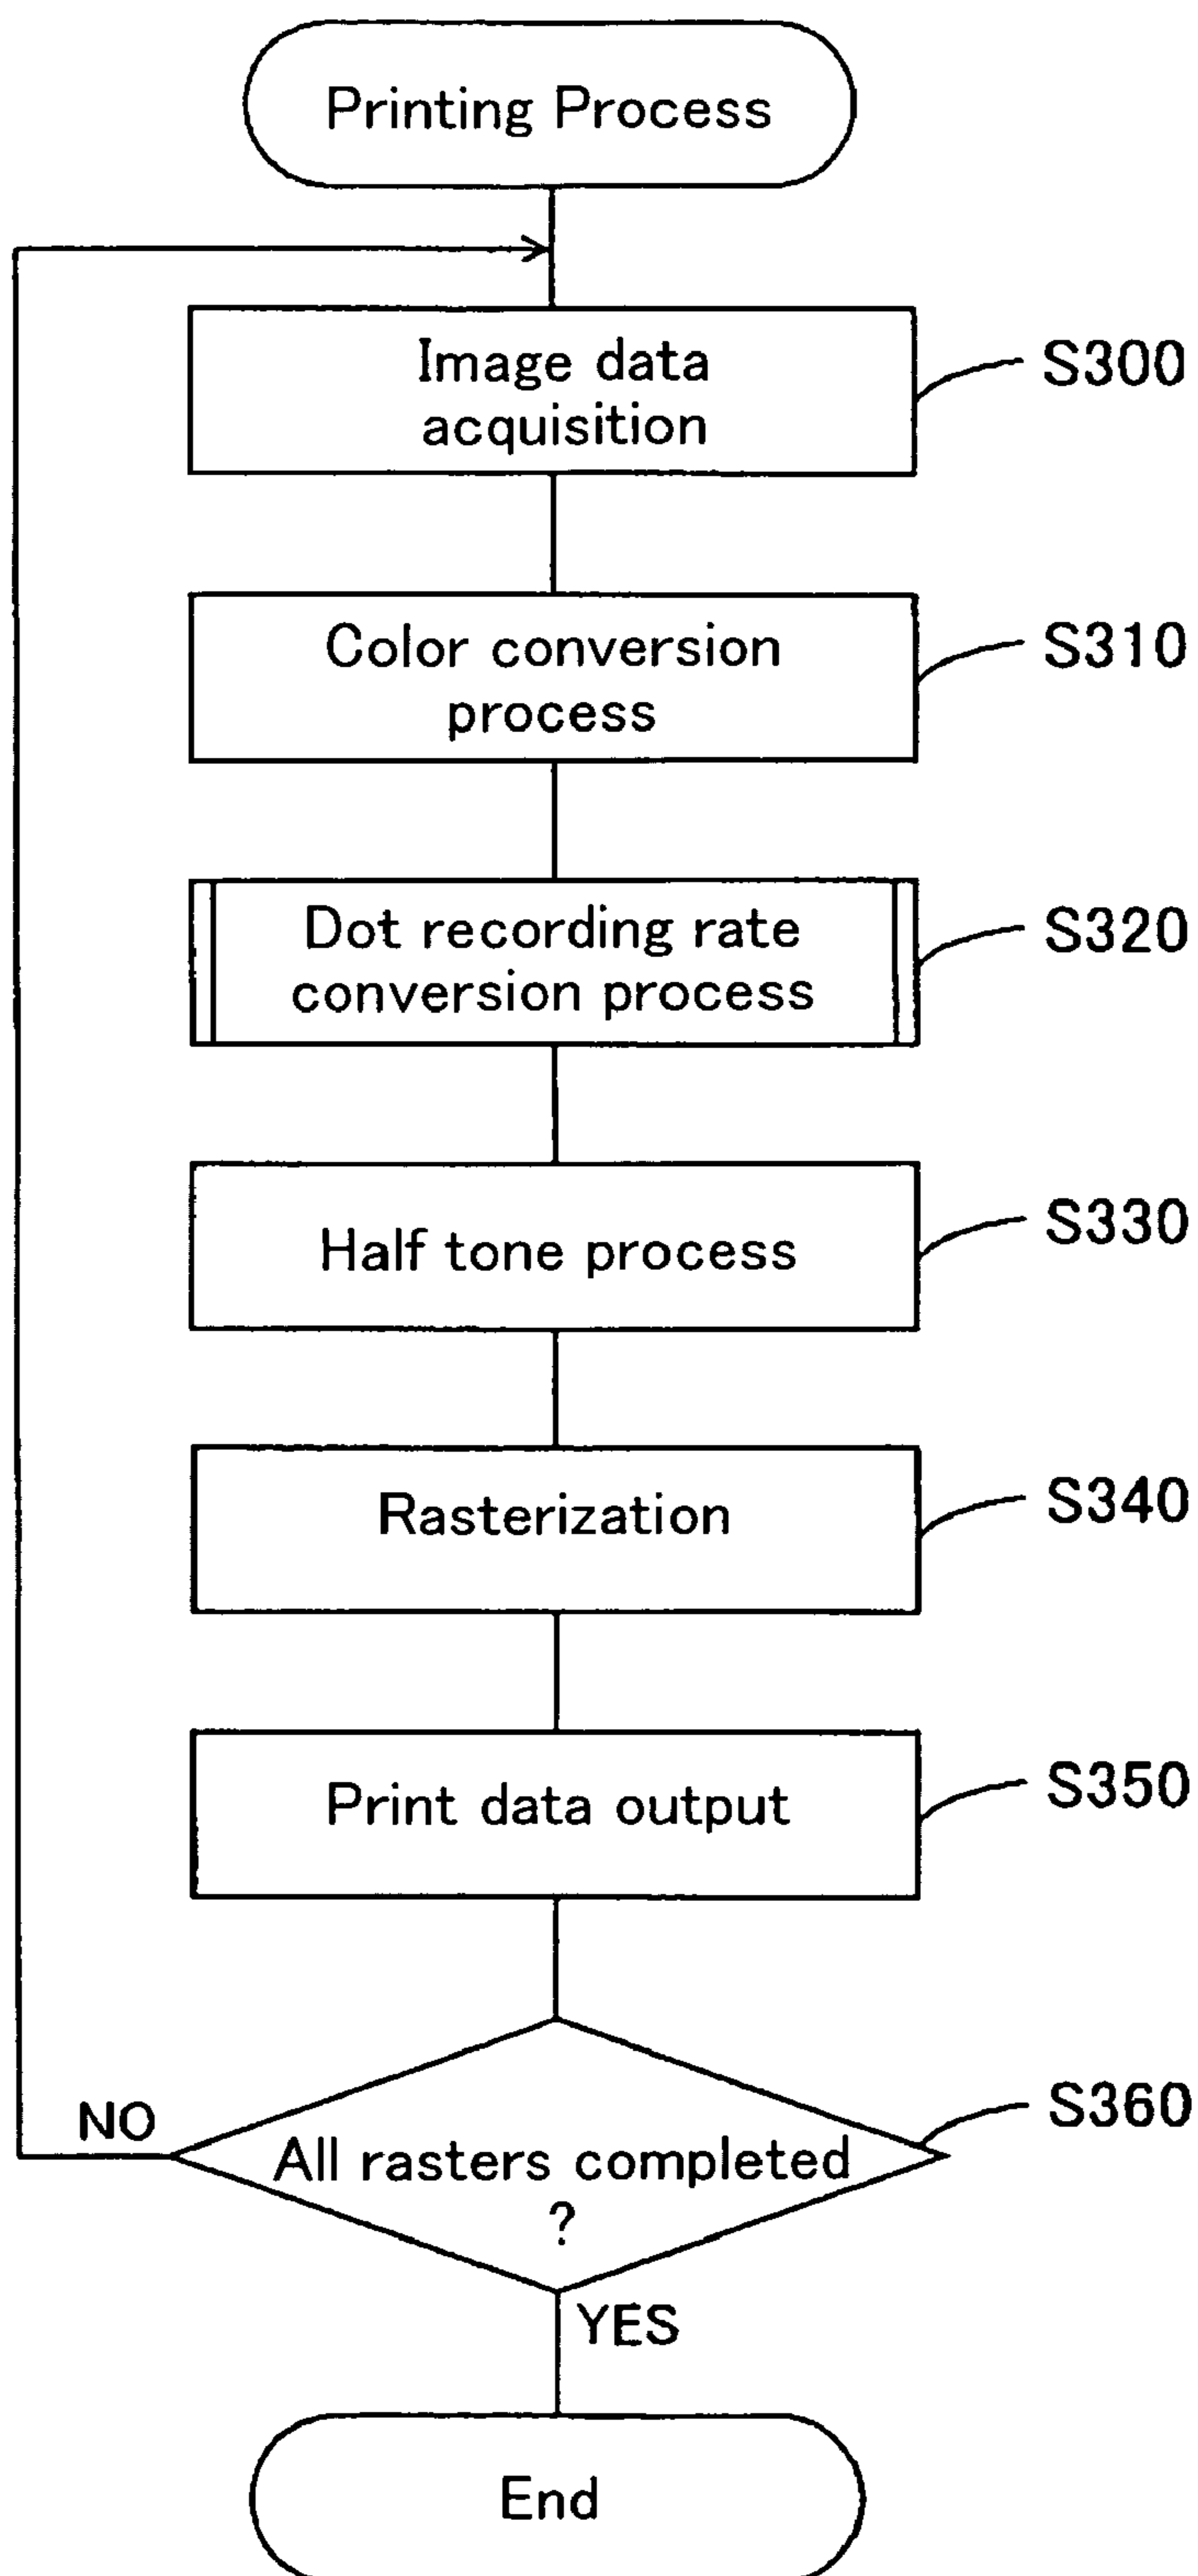 Printing Process
Image data
acquisition
S300
Color conversion
process
S310
Dot recording rate
conversion process
S320
Half tone process
S330
Rasterization
S340
Print data output
S350
NO
All rasters completed
?
S360
YES
End